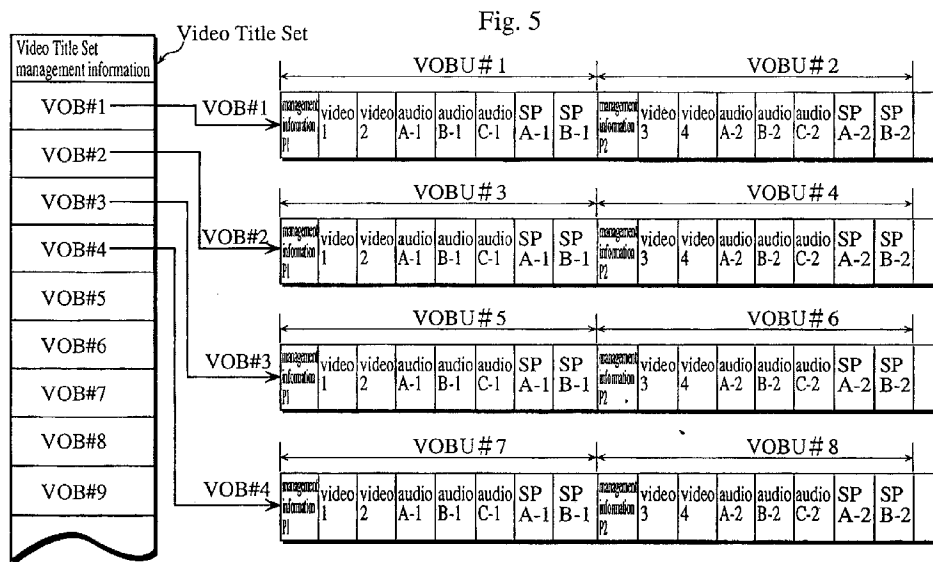 Fig. 5
Video Title Set
Video Title Set
management information
VOB#1
VOB#2
VOB#3
VOB#4
VOB#5
VOB#6
VOB#7
VOB#8
VOB#9
VOBU#1 VOBU#2
VOB#1
management information P1 video 1 video 2 audio A-1 audio B-1 audio C-1 SP A-1 SP B-1 management information P2 video 3 video 4 audio A-2 audio B-2 audio C-2 SP A-2 SP B-2
VOBU#3 VOBU#4
VOB#2
management information P1 video 1 video 2 audio A-1 audio B-1 audio C-1 SP A-1 SP B-1 management information P2 video 3 video 4 audio A-2 audio B-2 audio C-2 SP A-2 SP B-2
VOBU#5 VOBU#6
VOB#3
management information P1 video 1 video 2 audio A-1 audio B-1 audio C-1 SP A-1 SP B-1 management information P2 video 3 video 4 audio A-2 audio B-2 audio C-2 SP A-2 SP B-2
VOBU#7 VOBU#8
VOB#4
management information P1 video 1 video 2 audio A-1 audio B-1 audio C-1 SP A-1 SP B-1 management information P2 video 3 video 4 audio A-2 audio B-2 audio C-2 SP A-2 SP B-2